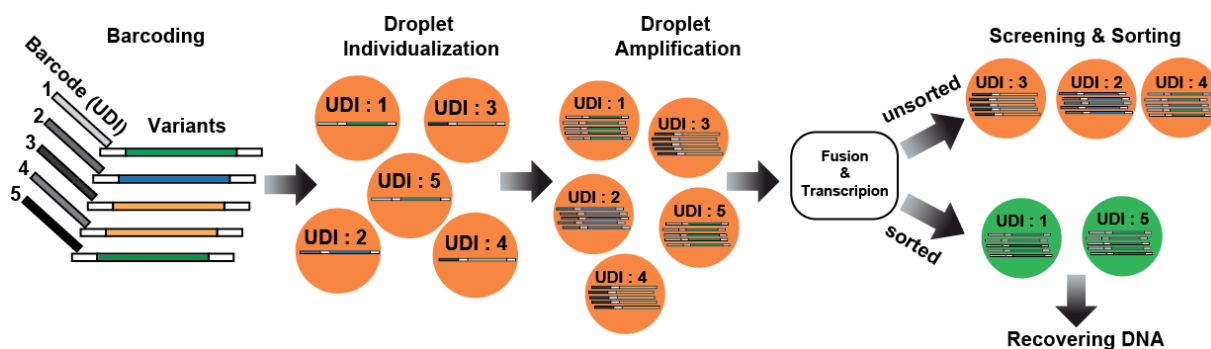 Barcoding
Barcode (UDI)
1
2
3
4
5
Variants
Droplet
Individualization
UDI : 1
UDI : 3
UDI : 5
UDI : 2
UDI : 4
Droplet
Amplification
UDI : 1
UDI : 3
UDI : 2
UDI : 5
UDI : 4
Fusion
&
Transcripion
unsorted
sorted
Screening & Sorting
UDI : 3
UDI : 2
UDI : 4
UDI : 1
UDI : 5
Recovering DNA